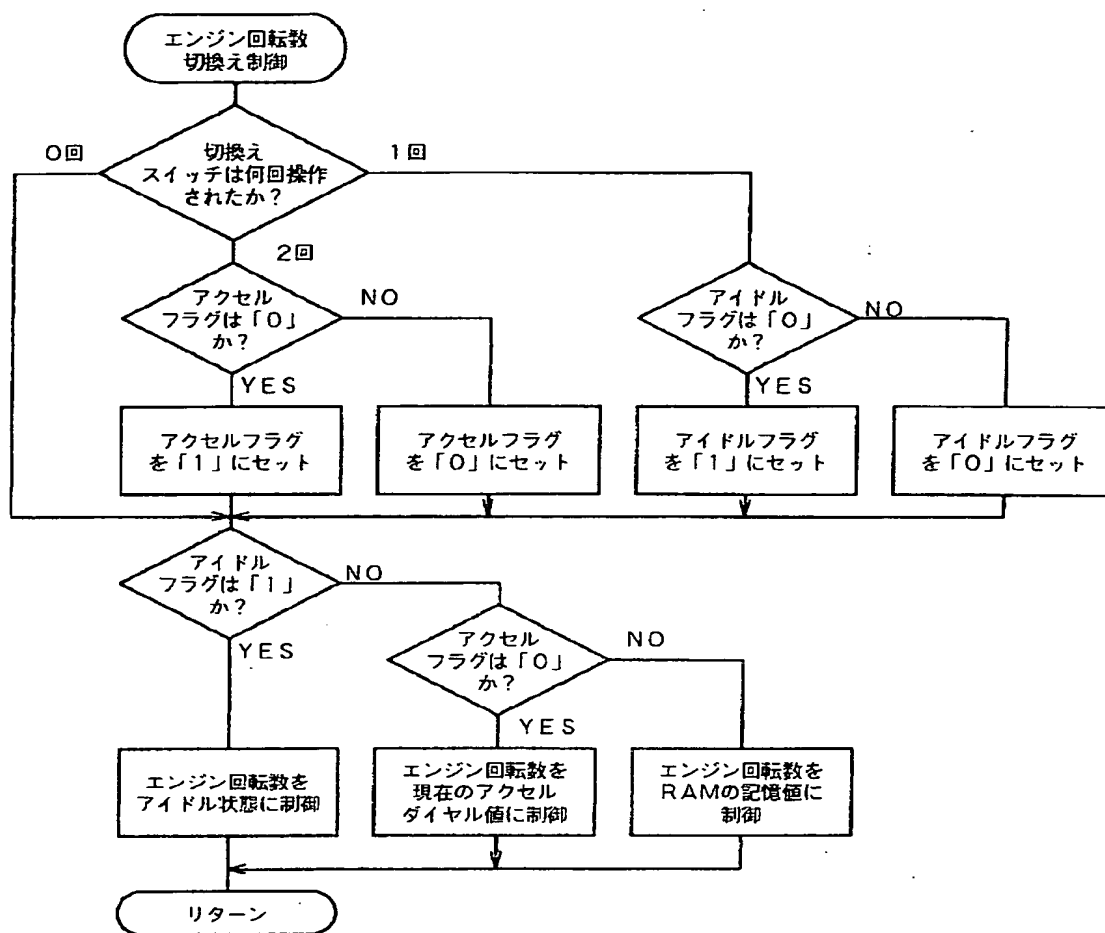 エンジン回転数
切換え制御
0回
切換え
スイッチは何回操作
されたか？
1回
2回
アクセル
フラグは「0」
か？
NO
アイドル
フラグは「0」
か？
NO
YES
YES
アクセルフラグ
を「1」にセット
アクセルフラグ
を「0」にセット
アイドルフラグ
を「1」にセット
アイドルフラグ
を「0」にセット
アイドル
フラグは「1」
か？
NO
YES
アクセル
フラグは「0」
か？
NO
YES
エンジン回転数を
アイドル状態に制御
エンジン回転数を
現在のアクセル
ダイヤル値に制御
エンジン回転数を
RAMの記憶値に
制御
リターン